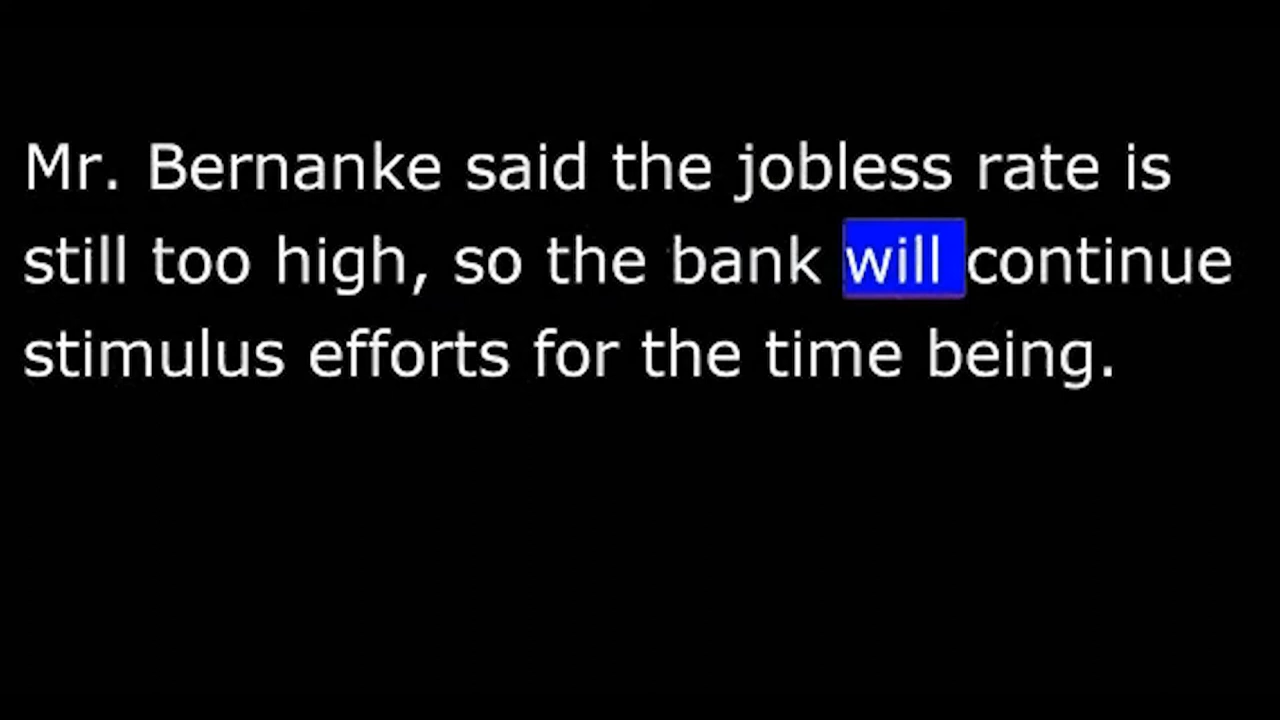 Mr. Bernanke said the jobless rate is
still too high, so the bank will continue
stimulus efforts for the time being.